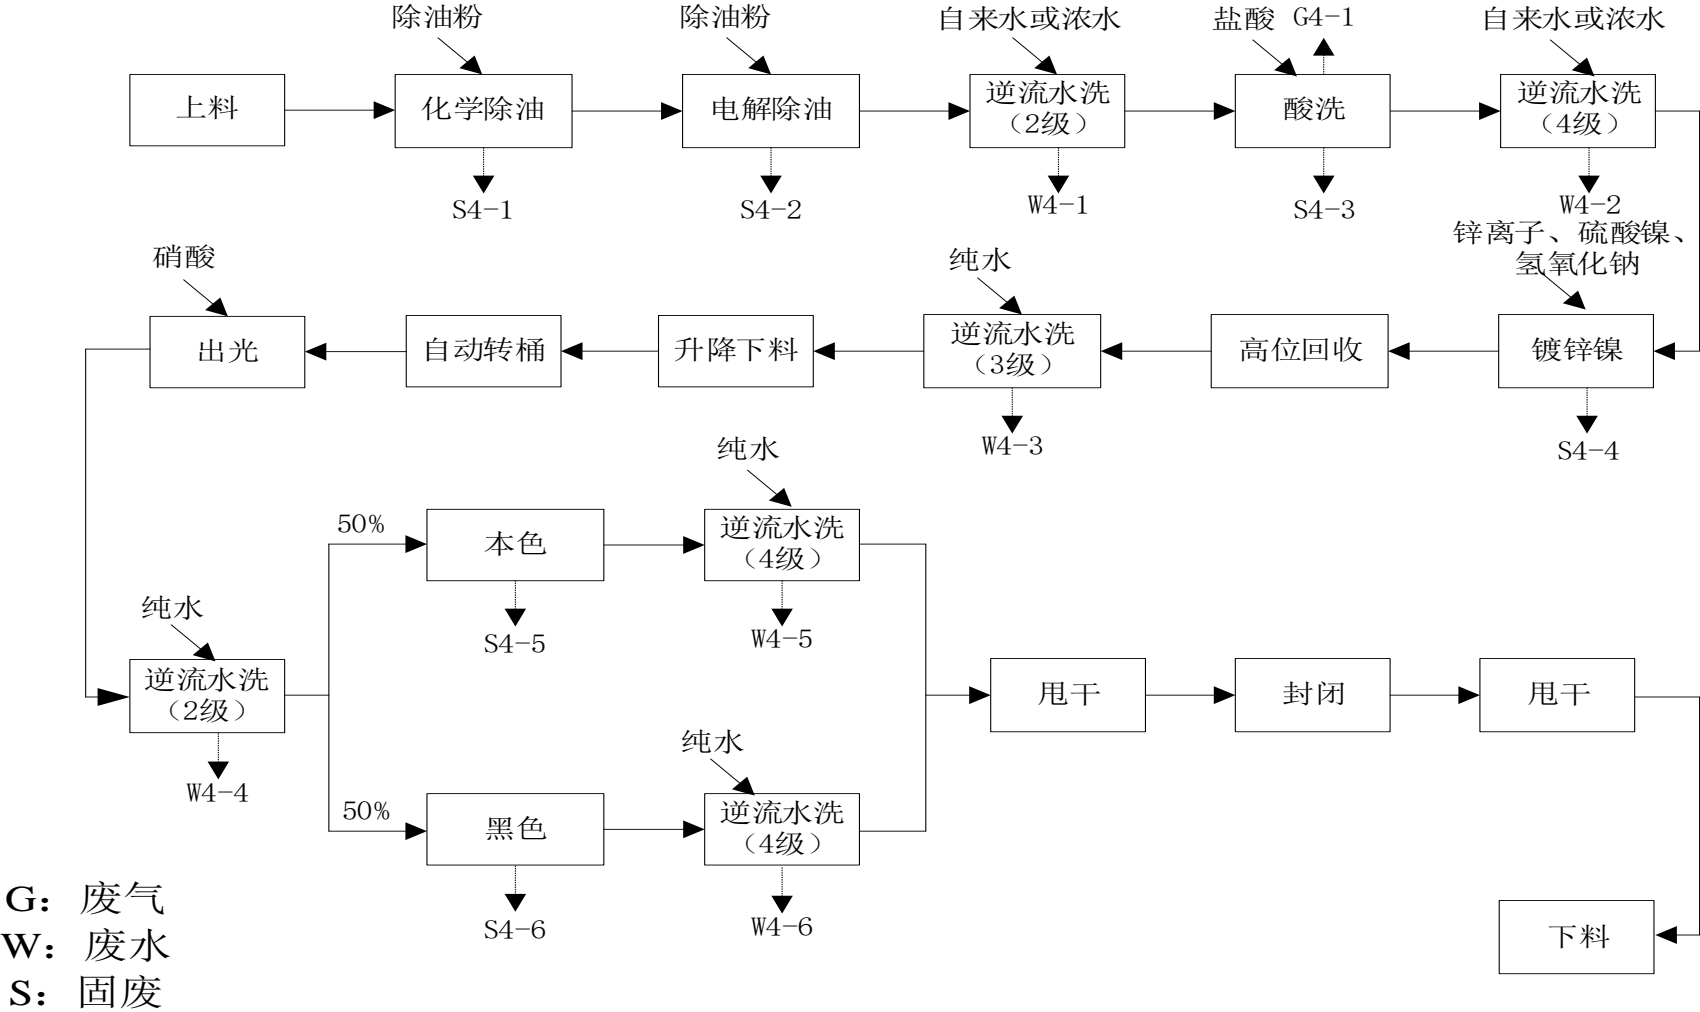 除油粉
除油粉
自来水或浓水
盐酸 G4-1
自来水或浓水
上料
化学除油
电解除油
逆流水洗
（2级）
酸洗
逆流水洗
（4级）
S4-1
S4-2
W4-1
S4-3
W4-2
锌离子、硫酸镍、
氢氧化钠
硝酸
纯水
出光
自动转桶
升降下料
逆流水洗
（3级）
高位回收
镀锌镍
W4-3
S4-4
纯水
50%
本色
逆流水洗
（4级）
S4-5
W4-5
纯水
逆流水洗
（2级）
W4-4
甩干
封闭
甩干
纯水
50%
黑色
逆流水洗
（4级）
S4-6
W4-6
下料
G：废气
W：废水
S：固废